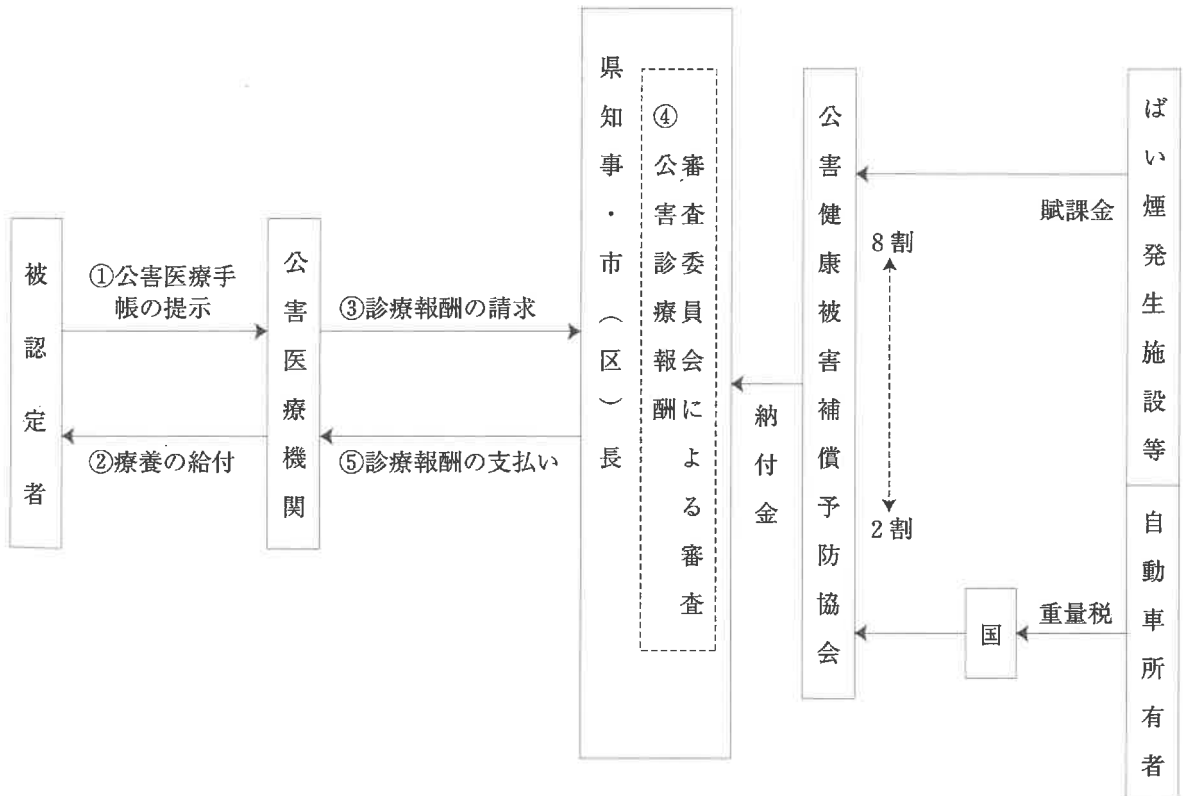 被認定者
①公害医療手
帳の提示
②療養の給付
公害医療機関
③診療報酬の請求
⑤診療報酬の支払い
県知事・市(区)長
④公害診療報酬
審査委員会による審査
納付金
公害健康被害補償予防協会
賦課金
8割
2割
国
重量税
ばい煙発生施設等
自動車所有者